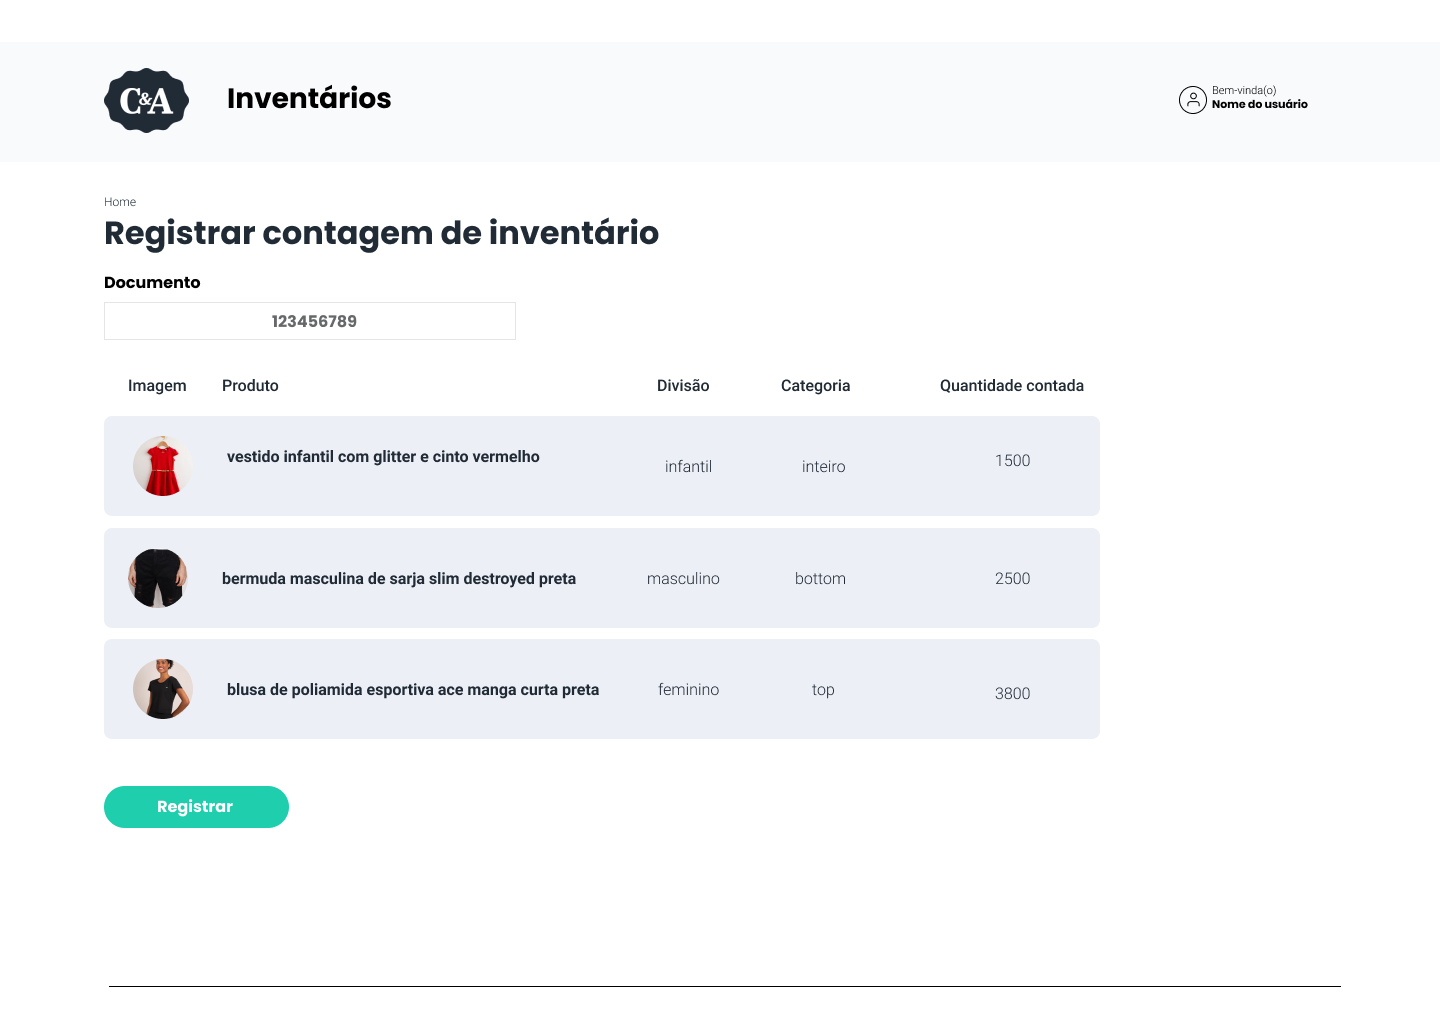 C&A
Inventários
Bem-vinda(o)
Nome do usuário
Home
Registrar contagem de inventário
Documento
123456789
Imagem Produto Divisão Categoria Quantidade contada
vestido infantil com glitter e cinto vermelho infantil inteiro 1500
bermuda masculina de sarja slim destroyed preta masculino bottom 2500
blusa de poliamida esportiva ace manga curta preta feminino top 3800
Registrar